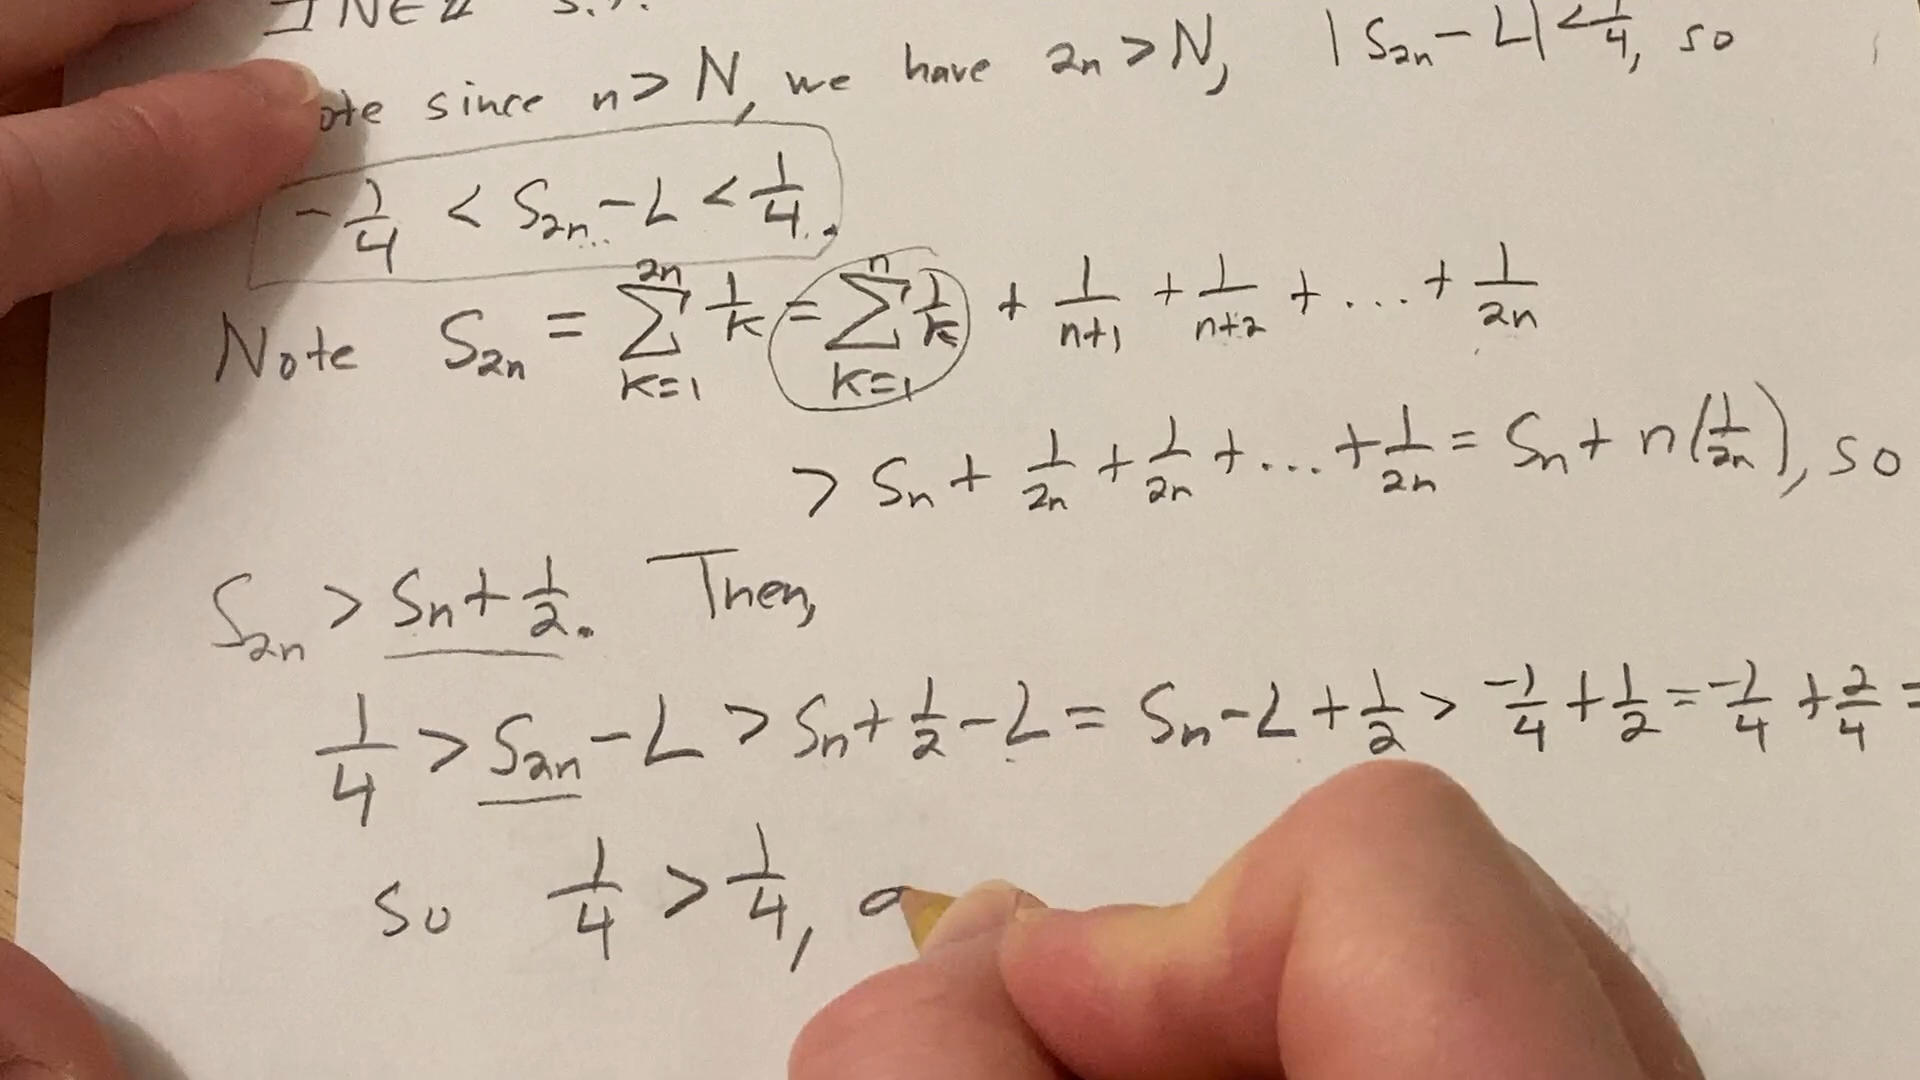 ∃ N ∈ ℤ s.t.
ote since n > N, we have 2n > N, |S₂ₙ - L| < 1/4, so
-1/4 < S₂ₙ - L < 1/4.
Note S₂ₙ = ∑_{k=1}^{2n} 1/k = ∑_{k=1}^{n} 1/k + 1/(n+1) + 1/(n+2) + ... + 1/2n
> Sₙ + 1/2n + 1/2n + ... + 1/2n = Sₙ + n(1/2n), so
S₂ₙ > Sₙ + 1/2. Then,
1/4 > S₂ₙ - L > Sₙ + 1/2 - L = Sₙ - L + 1/2 > -1/4 + 1/2 = -1/4 + 2/4 =
so 1/4 > 1/4, a